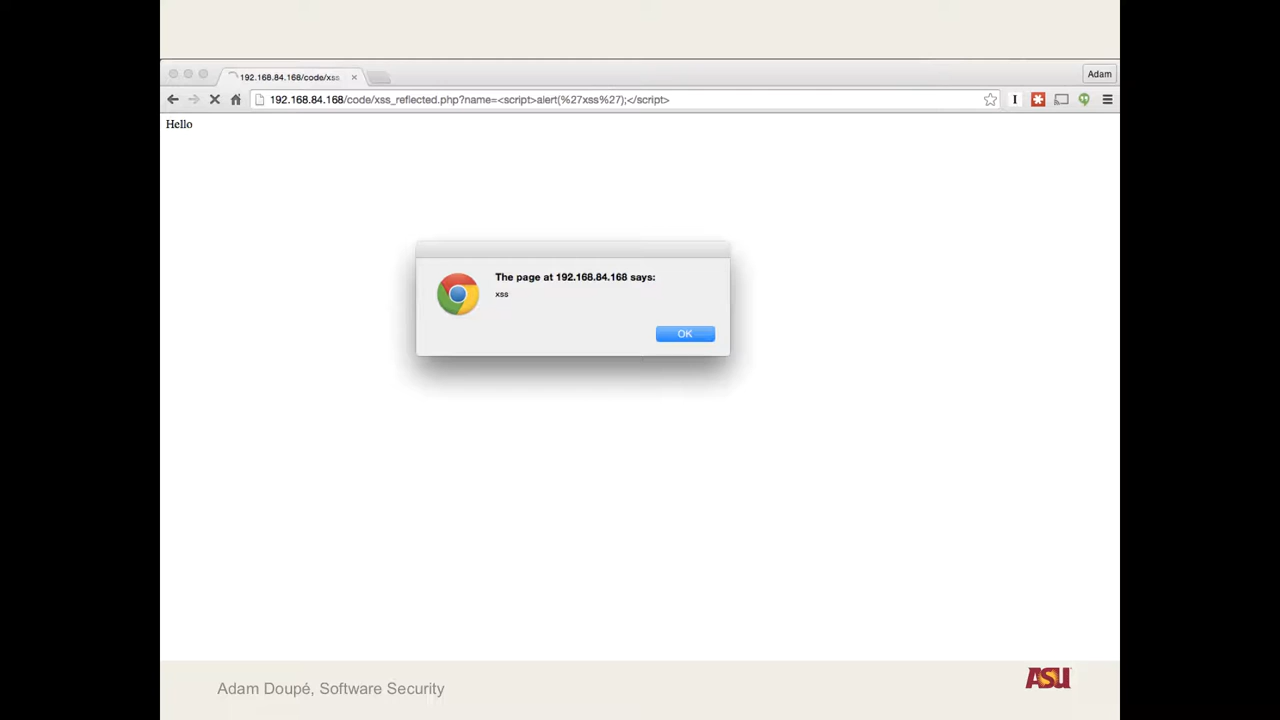 192.168.84.168/code/xss
Adam
192.168.84.168/code/xss_reflected.php?name=<script>alert(%27xss%27);</script>
Hello
The page at 192.168.84.168 says:
xss
OK
Adam Doupé, Software Security
ASU